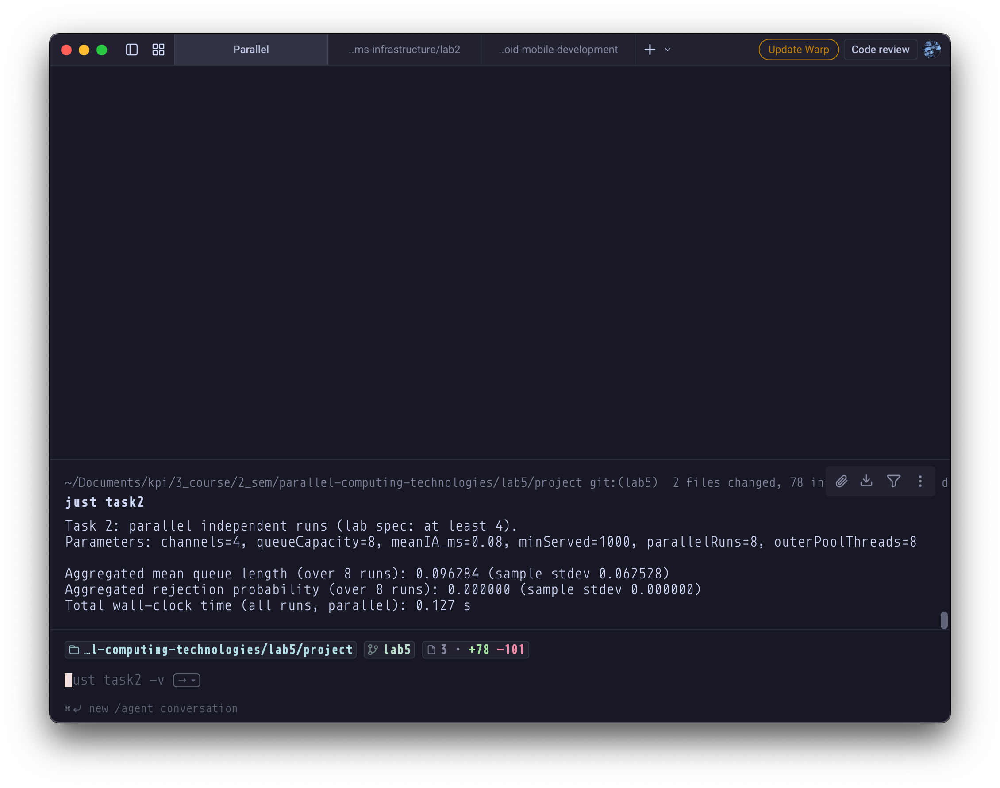 Parallel
..ms-infrastructure/lab2
..oid-mobile-development
Update Warp
Code review
~/Documents/kpi/3_course/2_sem/parallel-computing-technologies/lab5/project git:(lab5)  2 files changed, 78 in d
just task2
Task 2: parallel independent runs (lab spec: at least 4).
Parameters: channels=4, queueCapacity=8, meanIA_ms=0.08, minServed=1000, parallelRuns=8, outerPoolThreads=8
Aggregated mean queue length (over 8 runs): 0.096284 (sample stdev 0.062528)
Aggregated rejection probability (over 8 runs): 0.000000 (sample stdev 0.000000)
Total wall-clock time (all runs, parallel): 0.127 s
…l-computing-technologies/lab5/project
lab5
3 • +78 -101
ust task2 -v
⌘↵ new /agent conversation